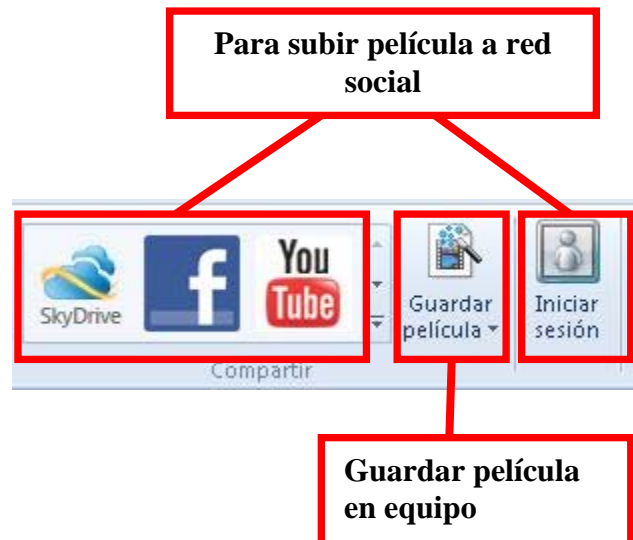 Para subir película a red
social
SkyDrive
f
You
Tube
Guardar
película
Iniciar
sesión
Compartir
Guardar película
en equipo